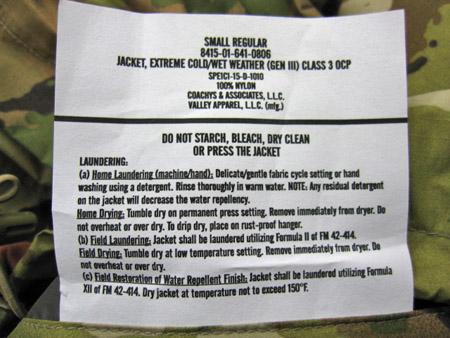 SMALL REGULAR
8415-01-641-0806
JACKET, EXTREME COLD/WET WEATHER (GEN III) CLASS 3 OCP
SPE1C1-15-D-1010
100% NYLON
COACHYS & ASSOCIATES, L.L.C.
VALLEY APPAREL, L.L.C. (mfg.)
DO NOT STARCH, BLEACH, DRY CLEAN
OR PRESS THE JACKET
LAUNDERING:
(a) Home Laundering (machine/hand): Delicate/gentle fabric cycle setting or hand
washing using a detergent. Rinse thoroughly in warm water. NOTE: Any residual detergent
on the jacket will decrease the water repellency.
Home Drying: Tumble dry on permanent press setting. Remove immediately from dryer. Do
not overheat or over dry. To drip dry, place on rust-proof hanger.
(b) Field Laundering: Jacket shall be laundered utilizing Formula II of FM 42-414.
Field Drying: Tumble dry at low temperature setting. Remove immediately from dryer. Do
not overheat or over dry.
(c) Field Restoration of Water Repellent Finish: Jacket shall be laundered utilizing Formula
XII of FM 42-414. Dry jacket at temperature not to exceed 150°F.